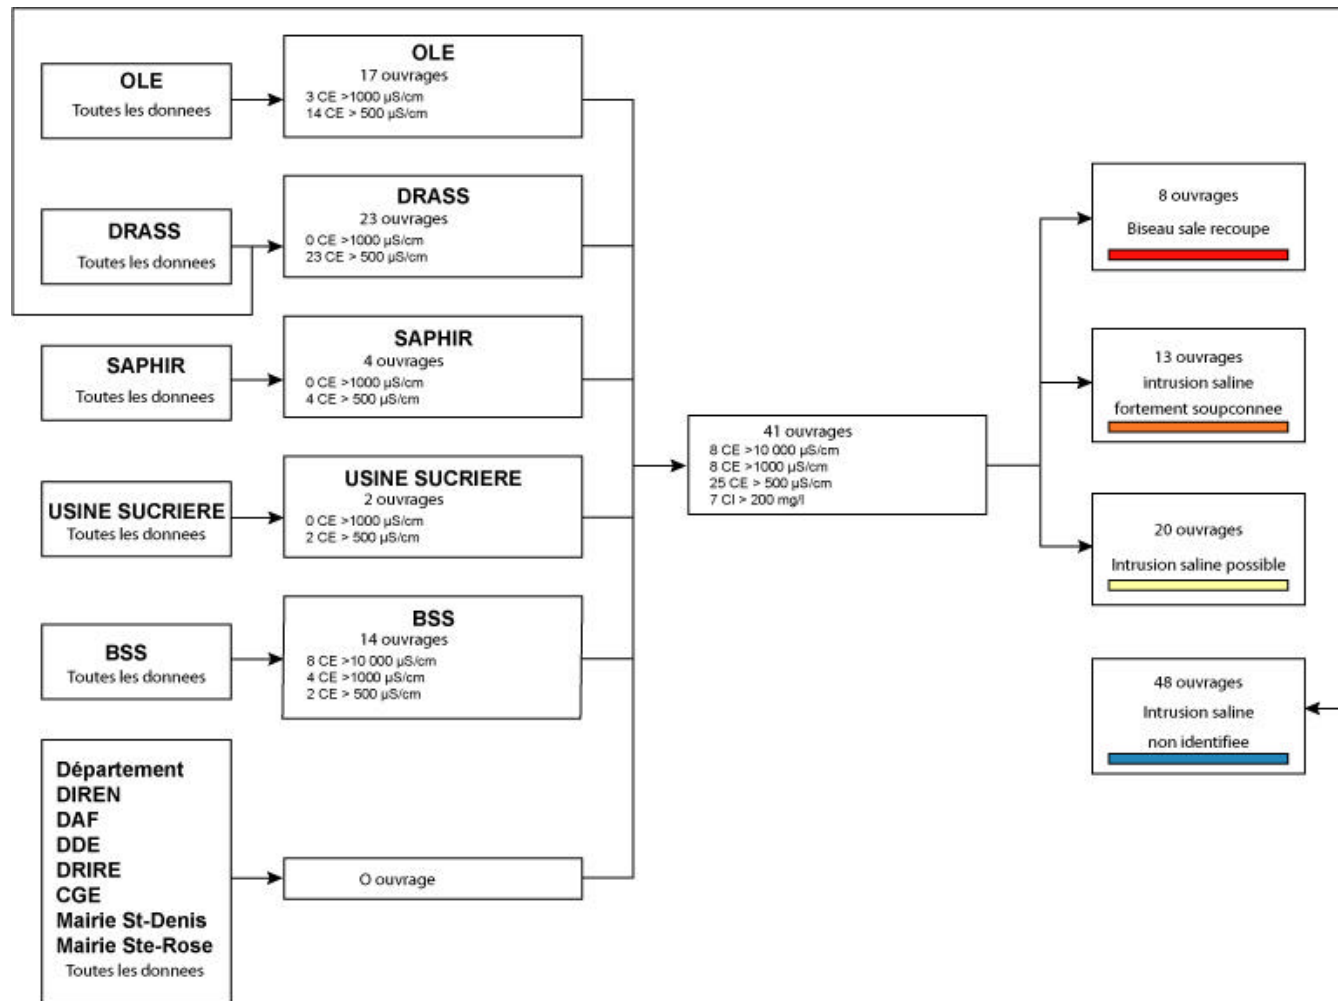 OLE
Toutes les donnees
OLE
17 ouvrages
3 CE >1000 µS/cm
14 CE > 500 µS/cm
DRASS
Toutes les donnees
DRASS
23 ouvrages
0 CE >1000 µS/cm
23 CE > 500 µS/cm
SAPHIR
Toutes les donnees
SAPHIR
4 ouvrages
0 CE >1000 µS/cm
4 CE > 500 µS/cm
USINE SUCRIERE
Toutes les donnees
USINE SUCRIERE
2 ouvrages
0 CE >1000 µS/cm
2 CE > 500 µS/cm
BSS
Toutes les donnees
BSS
14 ouvrages
8 CE >10 000 µS/cm
4 CE >1000 µS/cm
2 CE > 500 µS/cm
Département
DIREN
DAF
DDE
DRIRE
CGE
Mairie St-Denis
Mairie Ste-Rose
Toutes les donnees
O ouvrage
41 ouvrages
8 CE >10 000 µS/cm
8 CE >1000 µS/cm
25 CE > 500 µS/cm
7 Cl > 200 mg/l
8 ouvrages
Biseau sale recoupe
13 ouvrages
intrusion saline
fortement soupconnee
20 ouvrages
Intrusion saline possible
48 ouvrages
Intrusion saline
non identifiee